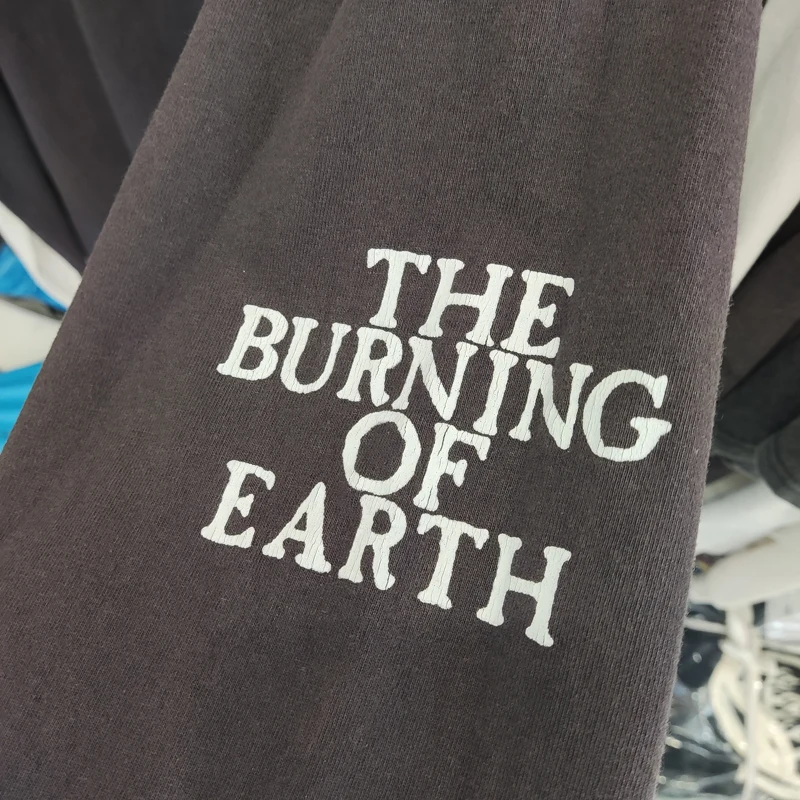 THE
BURNING
OF
EARTH